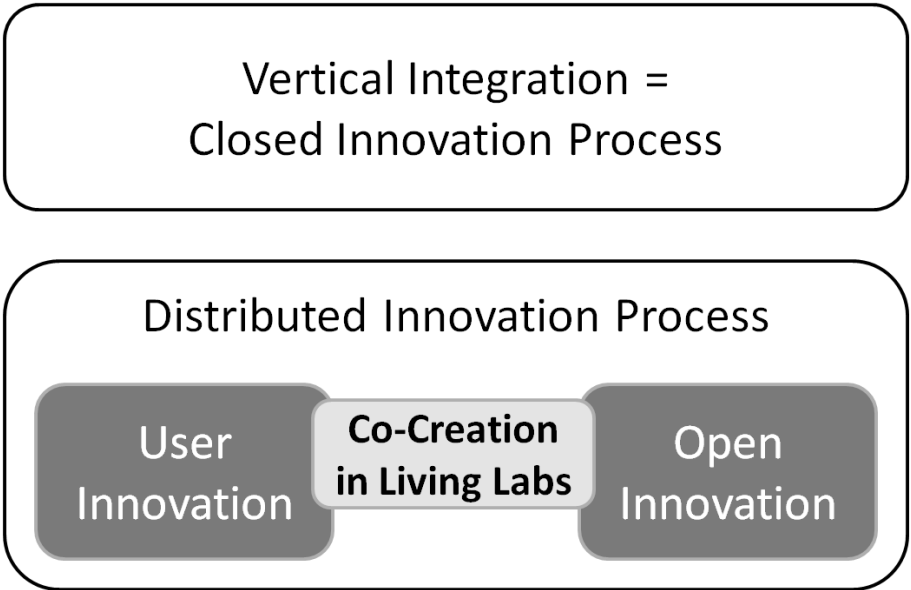 Vertical Integration =
Closed Innovation Process
Distributed Innovation Process
User
Innovation
Co-Creation
in Living Labs
Open
Innovation